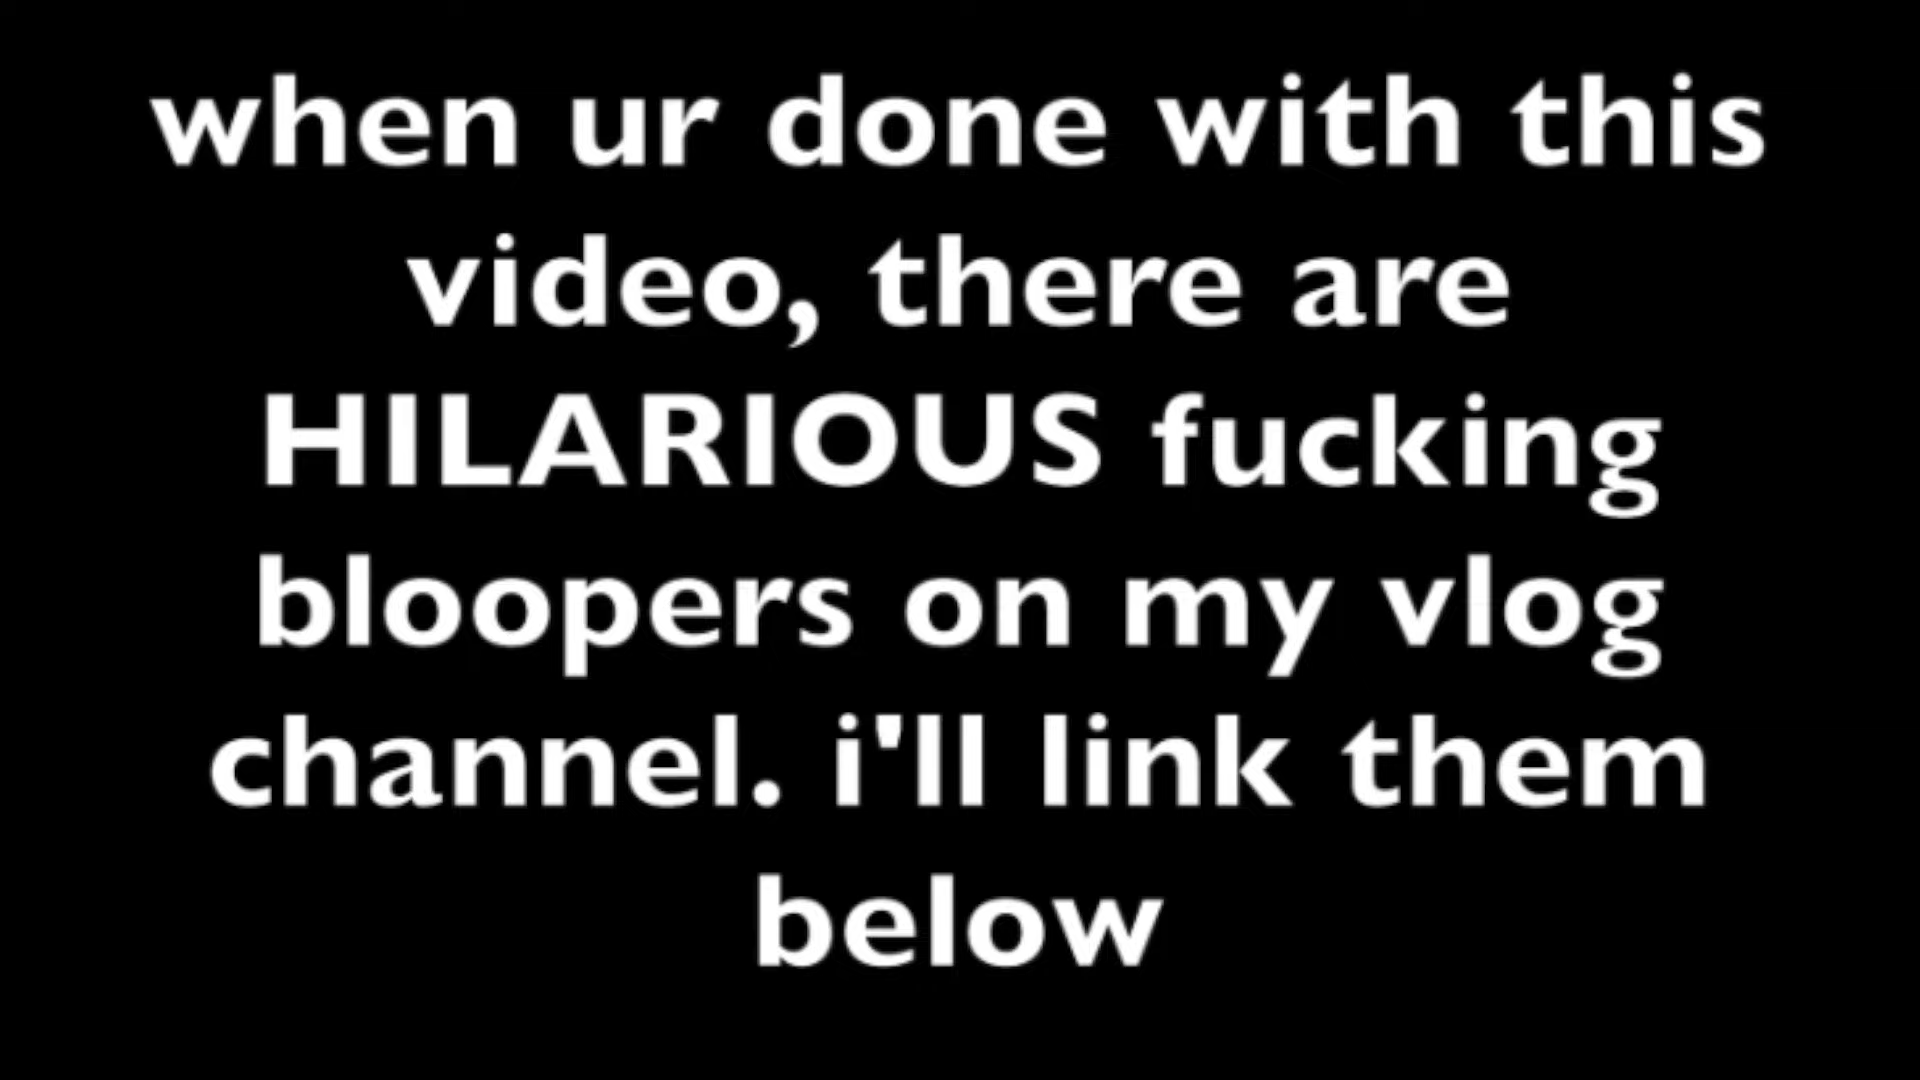 when ur done with this
video, there are
HILARIOUS fucking
bloopers on my vlog
channel. i'll link them
below